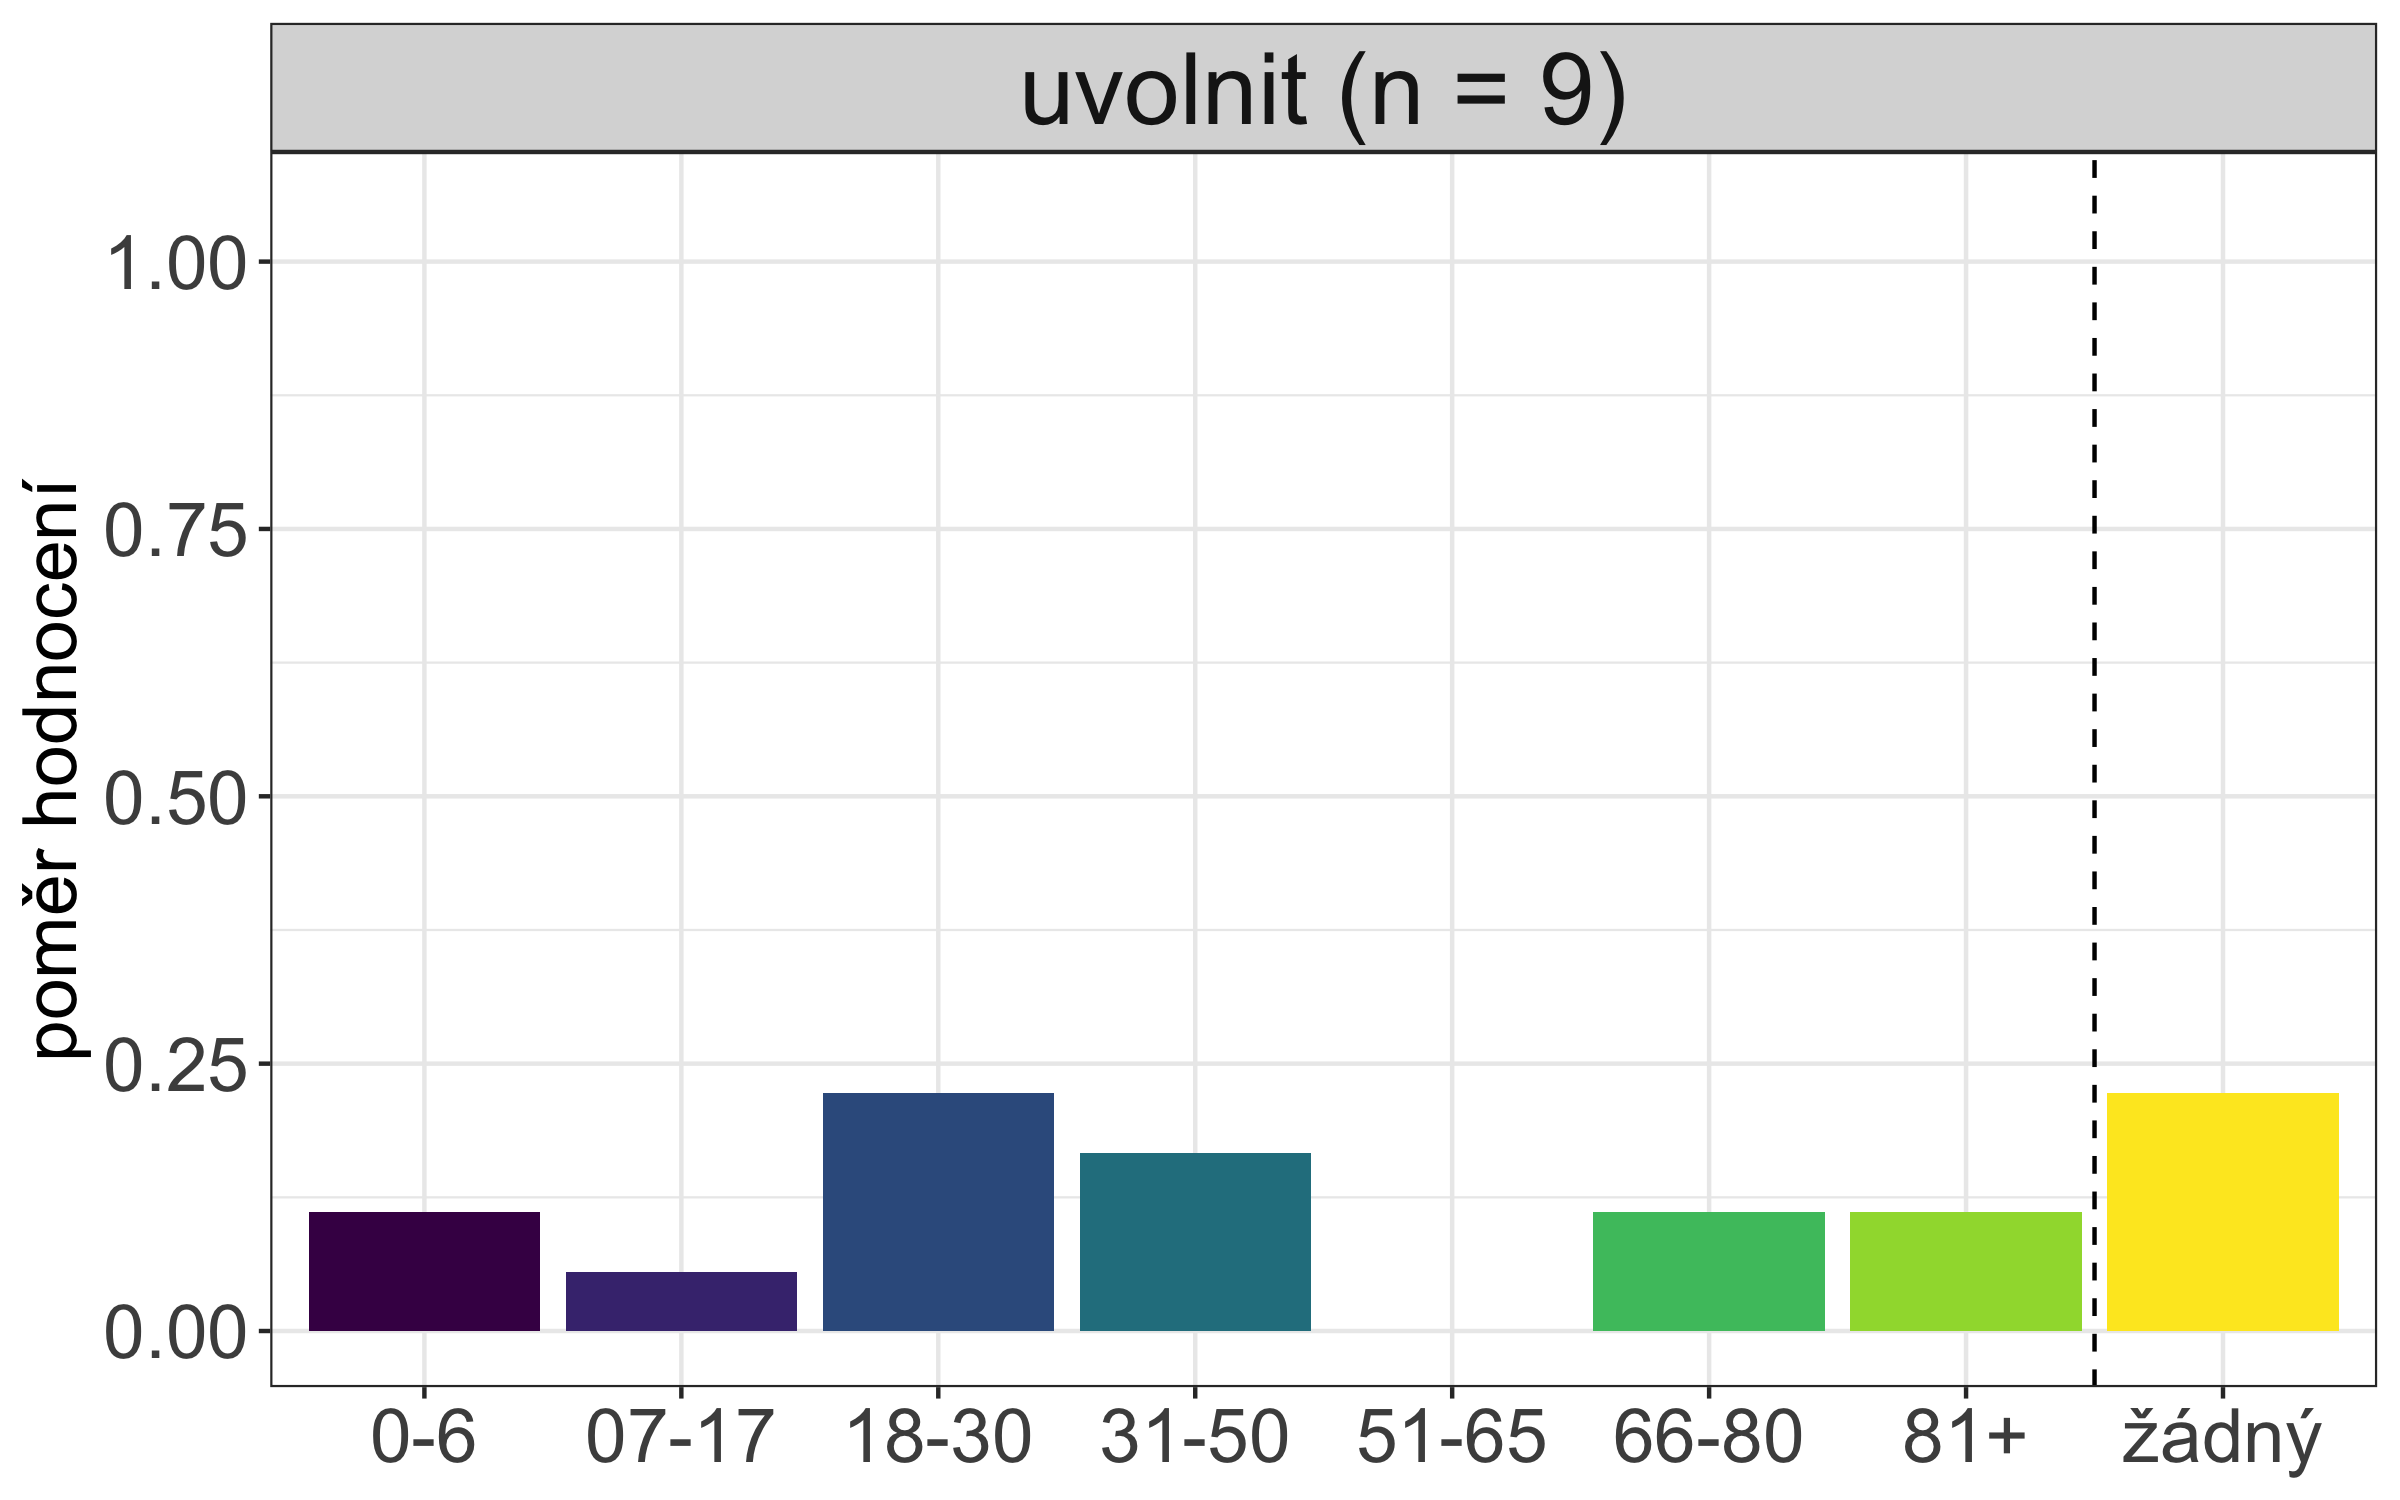 uvolnit (n = 9)
poměr hodnocení
1.00
0.75
0.50
0.25
0.00
0-6 07-17 18-30 31-50 51-65 66-80 81+ žádný